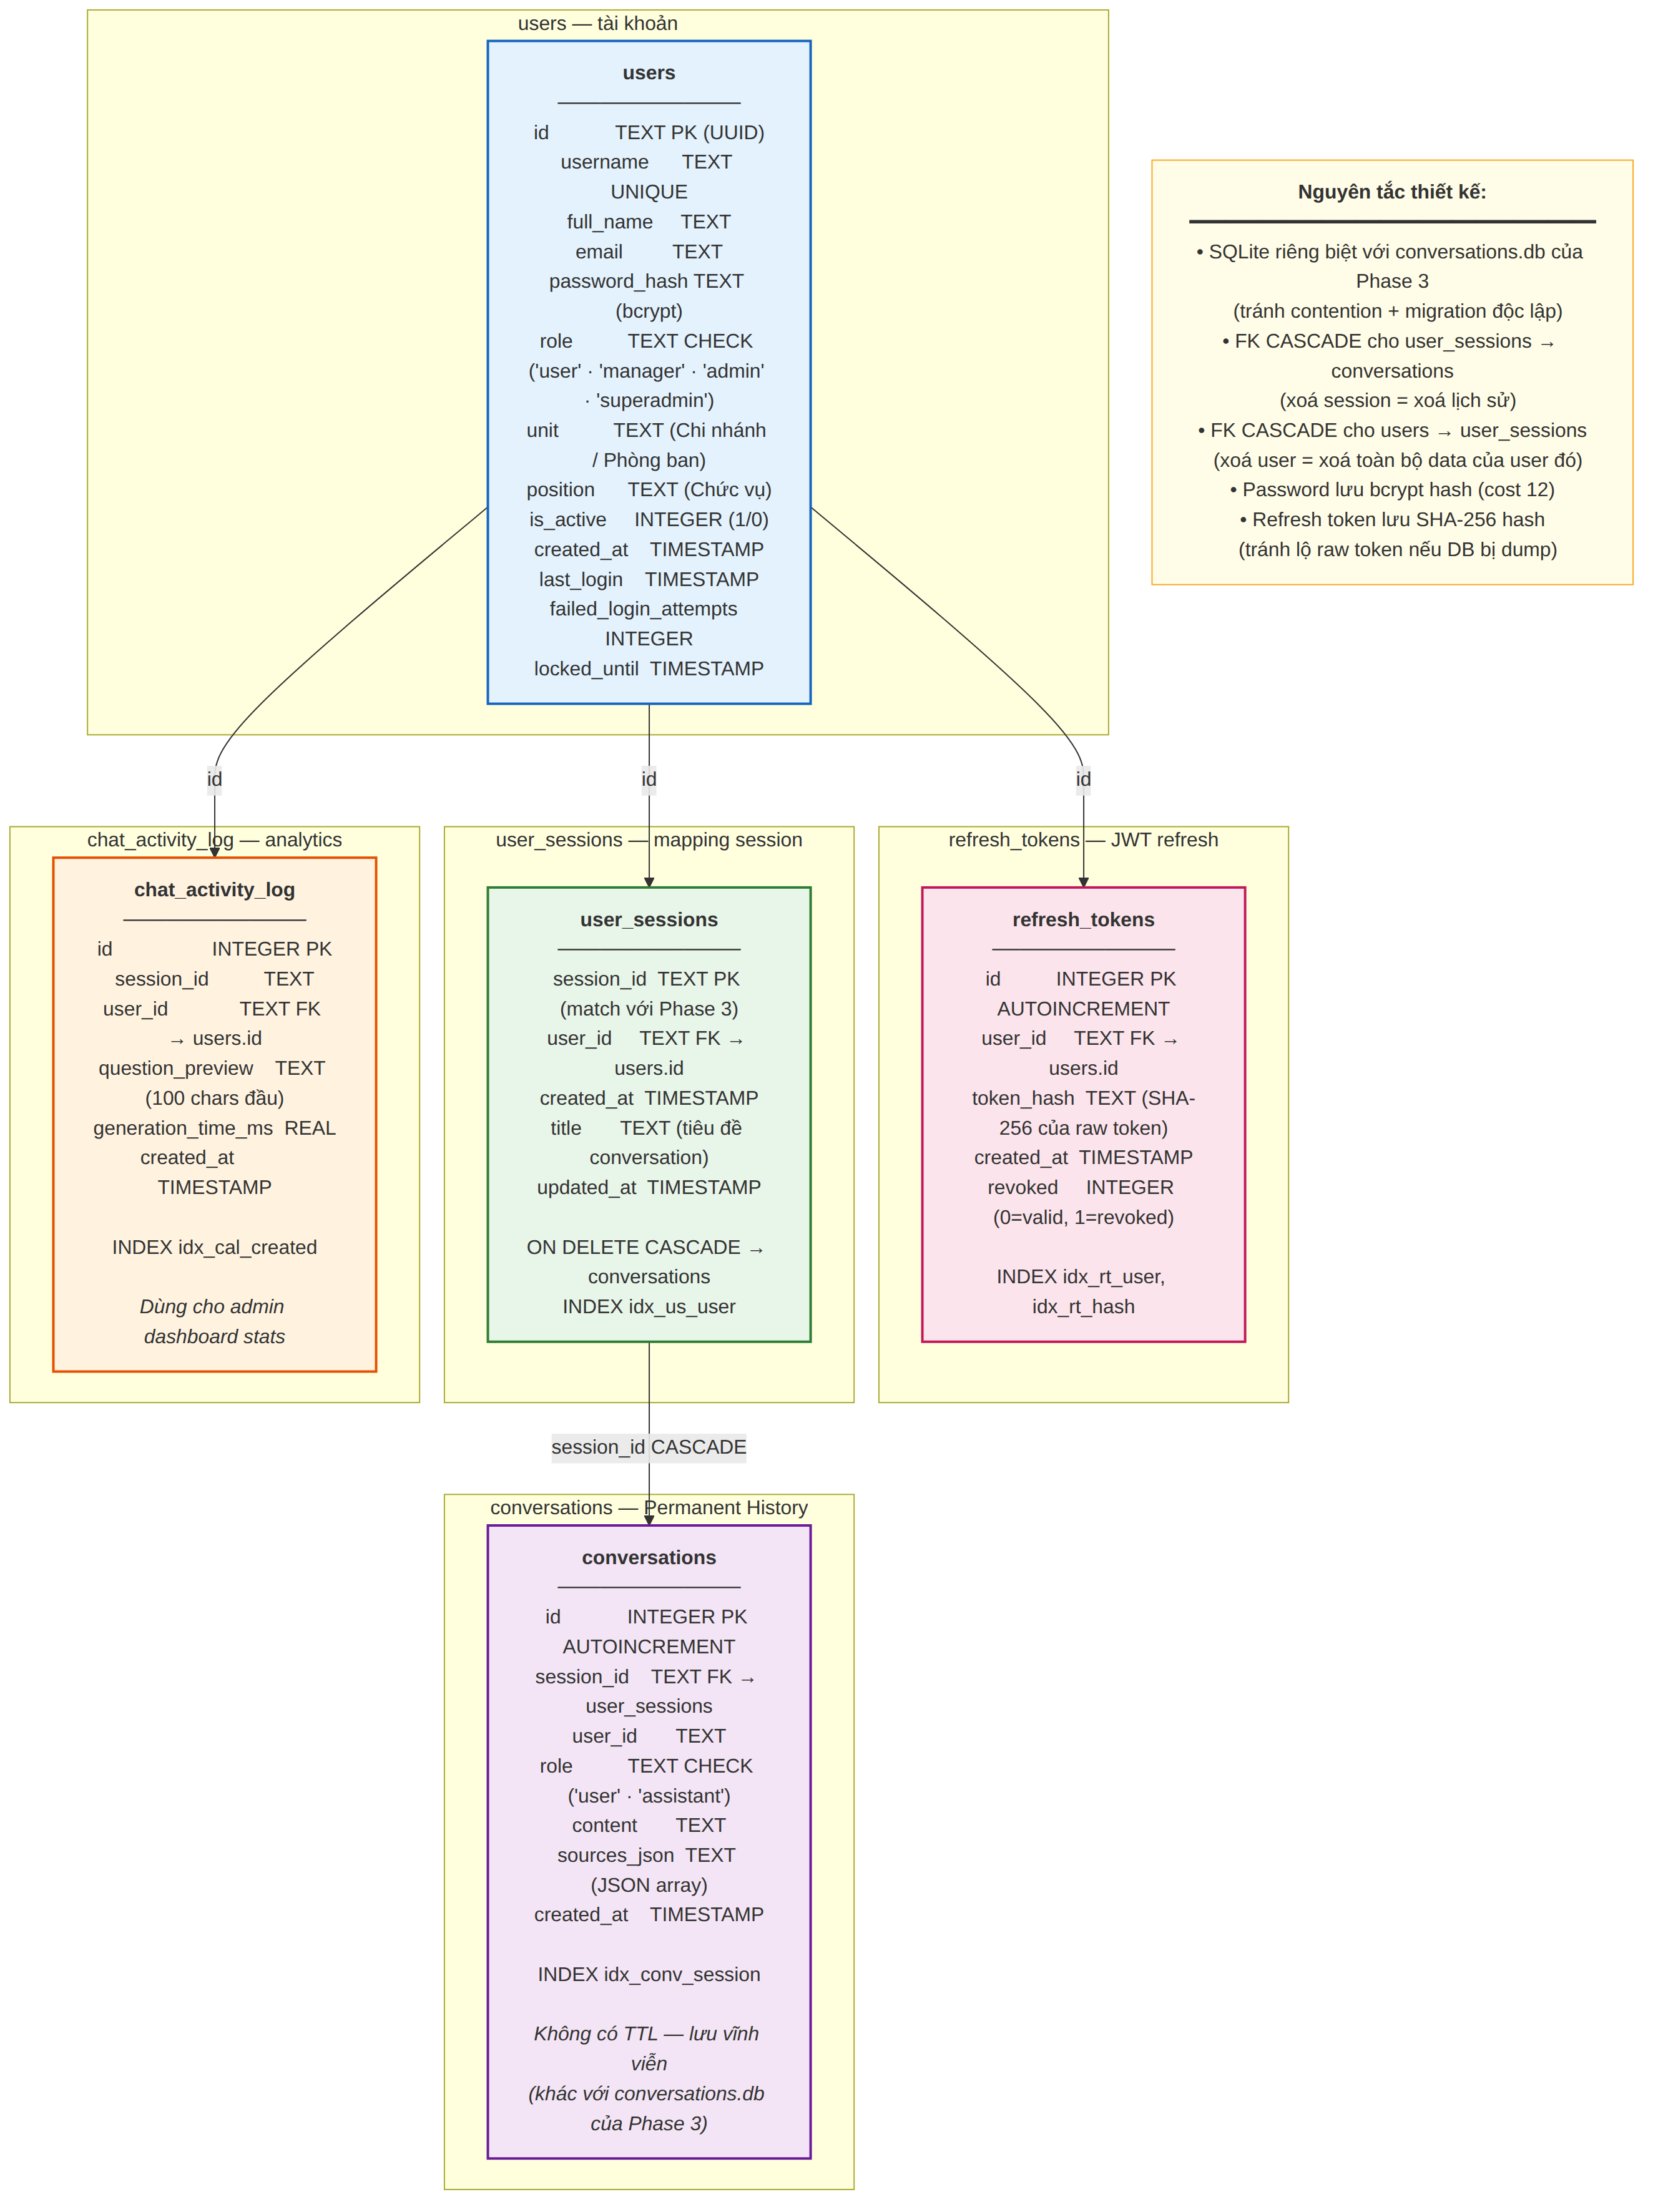 users — tài khoản
users
id TEXT PK (UUID)
username TEXT
UNIQUE
full_name TEXT
email TEXT
password_hash TEXT
(bcrypt)
role TEXT CHECK
('user' · 'manager' · 'admin'
· 'superadmin')
unit TEXT (Chi nhánh
/ Phòng ban)
position TEXT (Chức vụ)
is_active INTEGER (1/0)
created_at TIMESTAMP
last_login TIMESTAMP
failed_login_attempts
INTEGER
locked_until TIMESTAMP
Nguyên tắc thiết kế:
• SQLite riêng biệt với conversations.db của
Phase 3
(tránh contention + migration độc lập)
• FK CASCADE cho user_sessions →
conversations
(xoá session = xoá lịch sử)
• FK CASCADE cho users → user_sessions
(xoá user = xoá toàn bộ data của user đó)
• Password lưu bcrypt hash (cost 12)
• Refresh token lưu SHA-256 hash
(tránh lộ raw token nếu DB bị dump)
id
id
id
chat_activity_log — analytics
chat_activity_log
id INTEGER PK
session_id TEXT
user_id TEXT FK
→ users.id
question_preview TEXT
(100 chars đầu)
generation_time_ms REAL
created_at
TIMESTAMP
INDEX idx_cal_created
Dùng cho admin
dashboard stats
user_sessions — mapping session
user_sessions
session_id TEXT PK
(match với Phase 3)
user_id TEXT FK →
users.id
created_at TIMESTAMP
title TEXT (tiêu đề
conversation)
updated_at TIMESTAMP
ON DELETE CASCADE →
conversations
INDEX idx_us_user
refresh_tokens — JWT refresh
refresh_tokens
id INTEGER PK
AUTOINCREMENT
user_id TEXT FK →
users.id
token_hash TEXT (SHA-
256 của raw token)
created_at TIMESTAMP
revoked INTEGER
(0=valid, 1=revoked)
INDEX idx_rt_user,
idx_rt_hash
session_id CASCADE
conversations — Permanent History
conversations
id INTEGER PK
AUTOINCREMENT
session_id TEXT FK →
user_sessions
user_id TEXT
role TEXT CHECK
('user' · 'assistant')
content TEXT
sources_json TEXT
(JSON array)
created_at TIMESTAMP
INDEX idx_conv_session
Không có TTL — lưu vĩnh
viễn
(khác với conversations.db
của Phase 3)